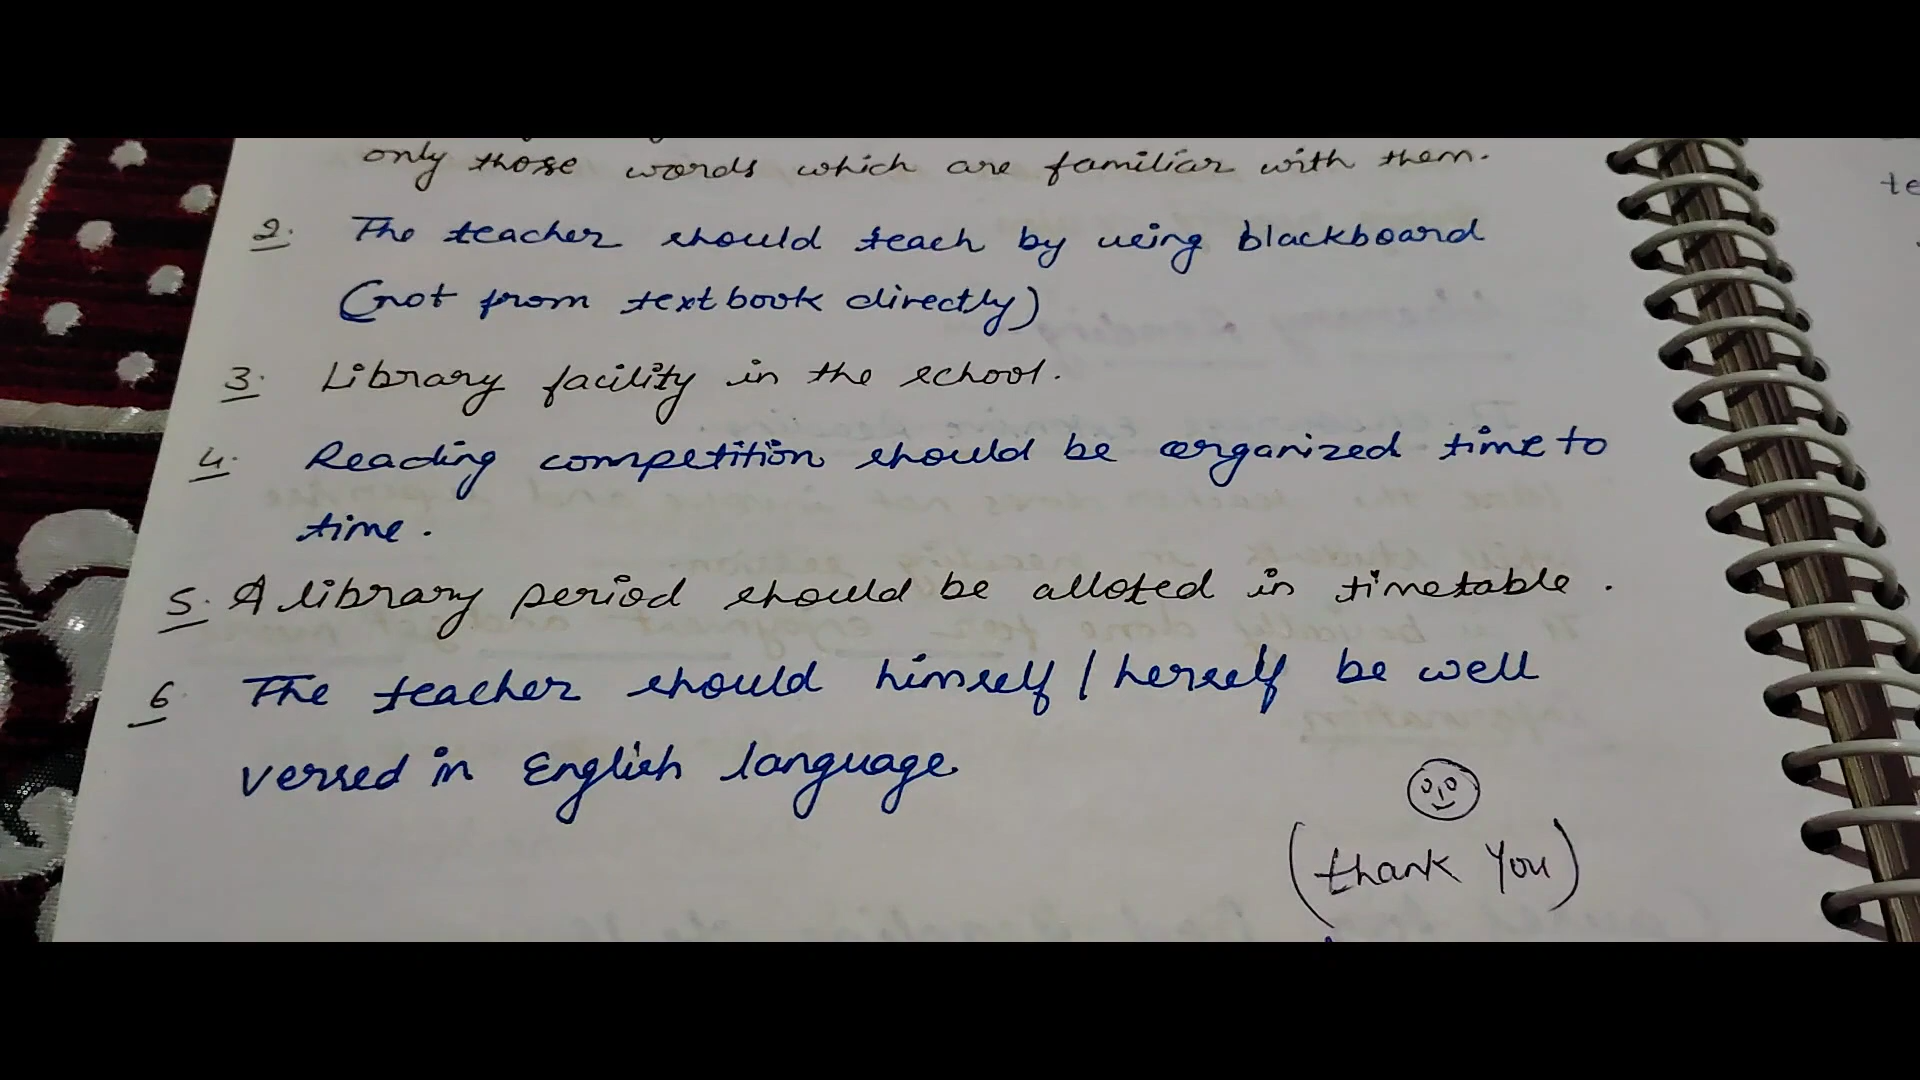 only those words which are familiar with them.
2. The teacher should teach by using blackboard
(not from textbook directly)
3. Library facility in the school.
4. Reading competition should be organized time to
time.
5. A library period should be alloted in timetable.
6 The teacher should himself / herself be well
versed in English language
(thank You)
te